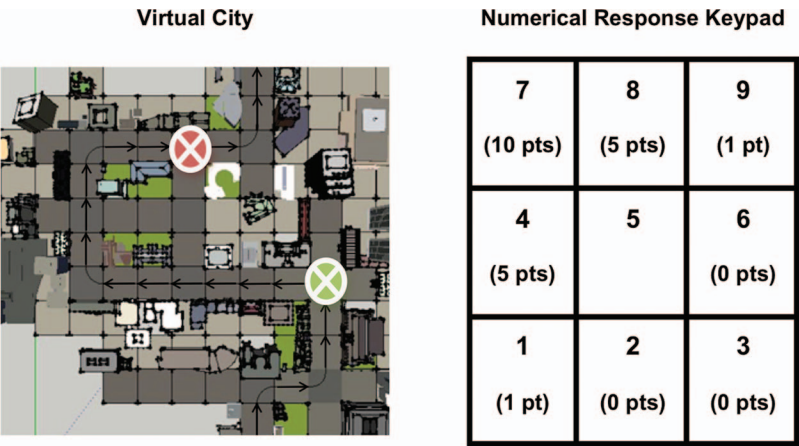 Virtual City
Numerical Response Keypad
7
(10 pts)
8
(5 pts)
9
(1 pt)
4
(5 pts)
5
6
(0 pts)
1
(1 pt)
2
(0 pts)
3
(0 pts)